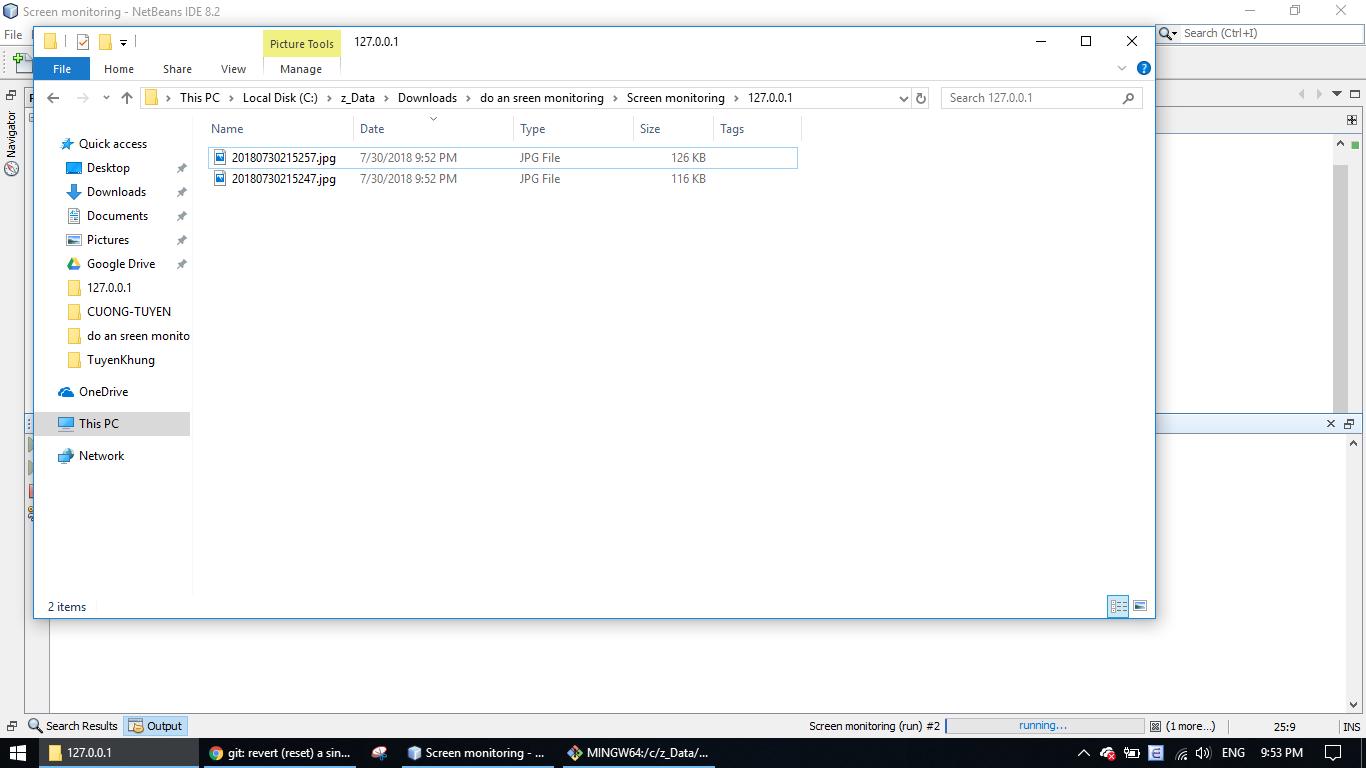 Screen monitoring - NetBeans IDE 8.2
File
Search (Ctrl+I)
Picture Tools
127.0.0.1
File
Home
Share
View
Manage
This PC
Local Disk (C:)
z_Data
Downloads
do an sreen monitoring
Screen monitoring
127.0.0.1
Search 127.0.0.1
Navigator
Quick access
Desktop
Downloads
Documents
Pictures
Google Drive
127.0.0.1
CUONG-TUYEN
do an sreen monito
TuyenKhung
OneDrive
This PC
Network
Name Date Type Size Tags
20180730215257.jpg 7/30/2018 9:52 PM JPG File 126 KB
20180730215247.jpg 7/30/2018 9:52 PM JPG File 116 KB
2 items
Search Results
Output
Screen monitoring (run) #2
running...
(1 more...)
25:9
INS
127.0.0.1
git: revert (reset) a sin...
Screen monitoring - ...
MINGW64:/c/z_Data/...
ENG
9:53 PM